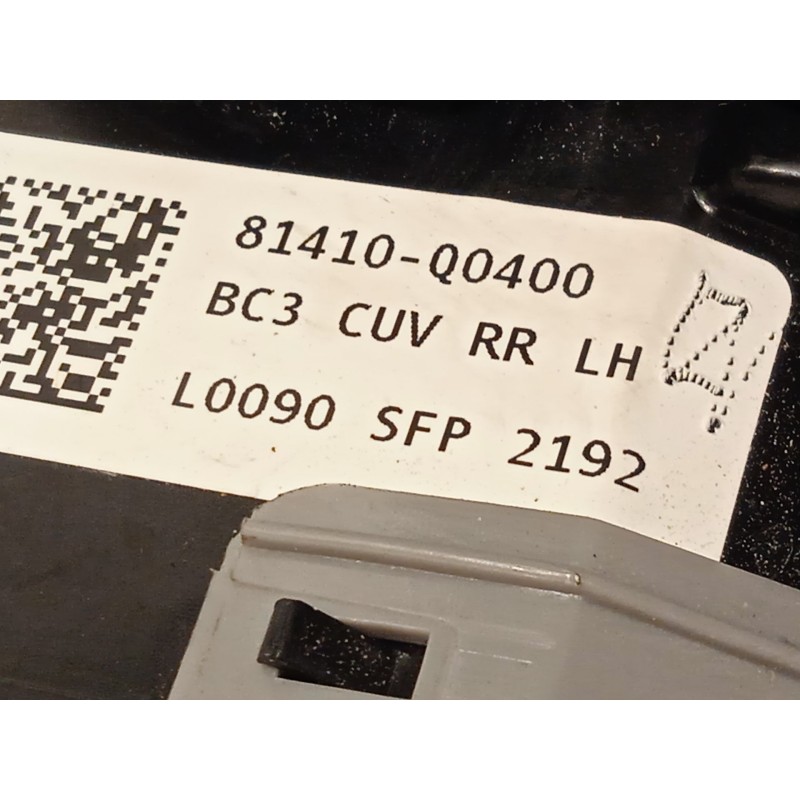 81410-Q0400
BC3 CUV RR LH
L0090 SFP 2192